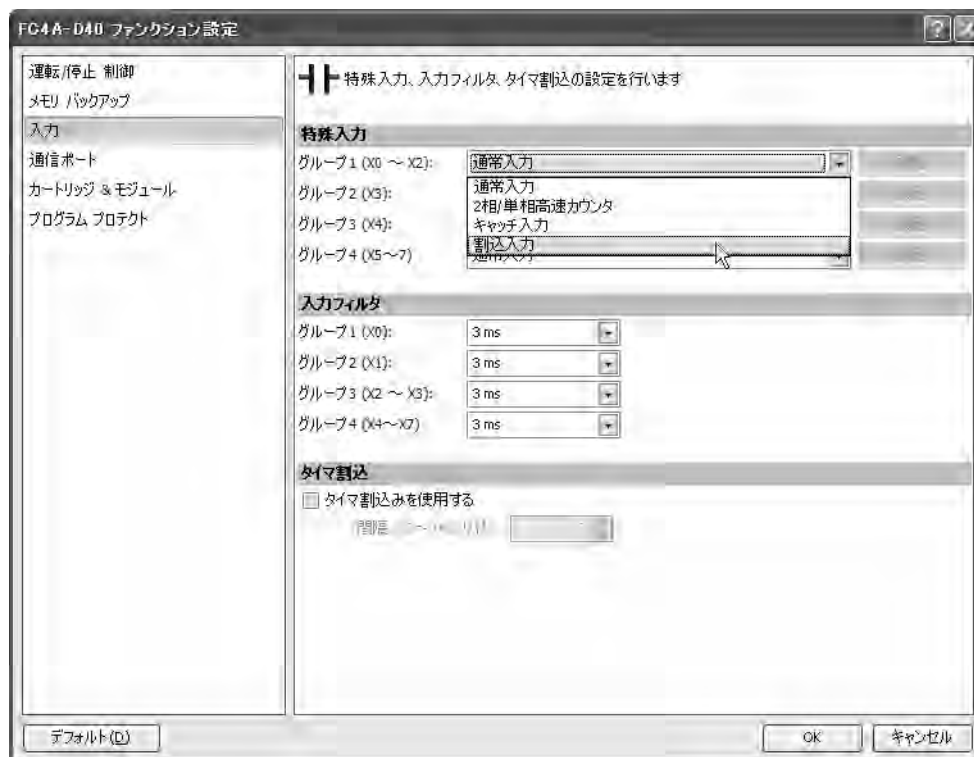 FC4A-D40 ファンクション設定
運転/停止 制御
メモリ バックアップ
入力
通信ポート
カートリッジ & モジュール
プログラム プロテクト
特殊入力、入力フィルタ、タイマ割込の設定を行います
特殊入力
グループ1 (X0 ～ X2): 通常入力
グループ2 (X3):
グループ3 (X4):
グループ4 (X5～7) 通常入力
通常入力
2相/単相高速カウンタ
キャッチ入力
割込入力
入力フィルタ
グループ1 (X0): 3 ms
グループ2 (X1): 3 ms
グループ3 (X2 ～ X3): 3 ms
グループ4 (X4～X7) 3 ms
タイマ割込
タイマ割込みを使用する
デフォルト(D)
OK
キャンセル